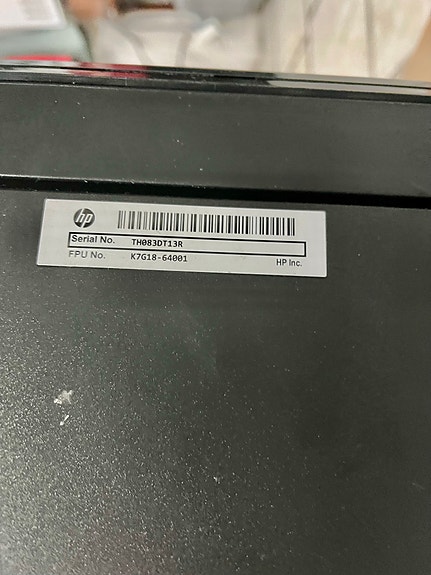 hp
Serial No. TH083DT13R
FPU No. K7G18-64001 HP Inc.